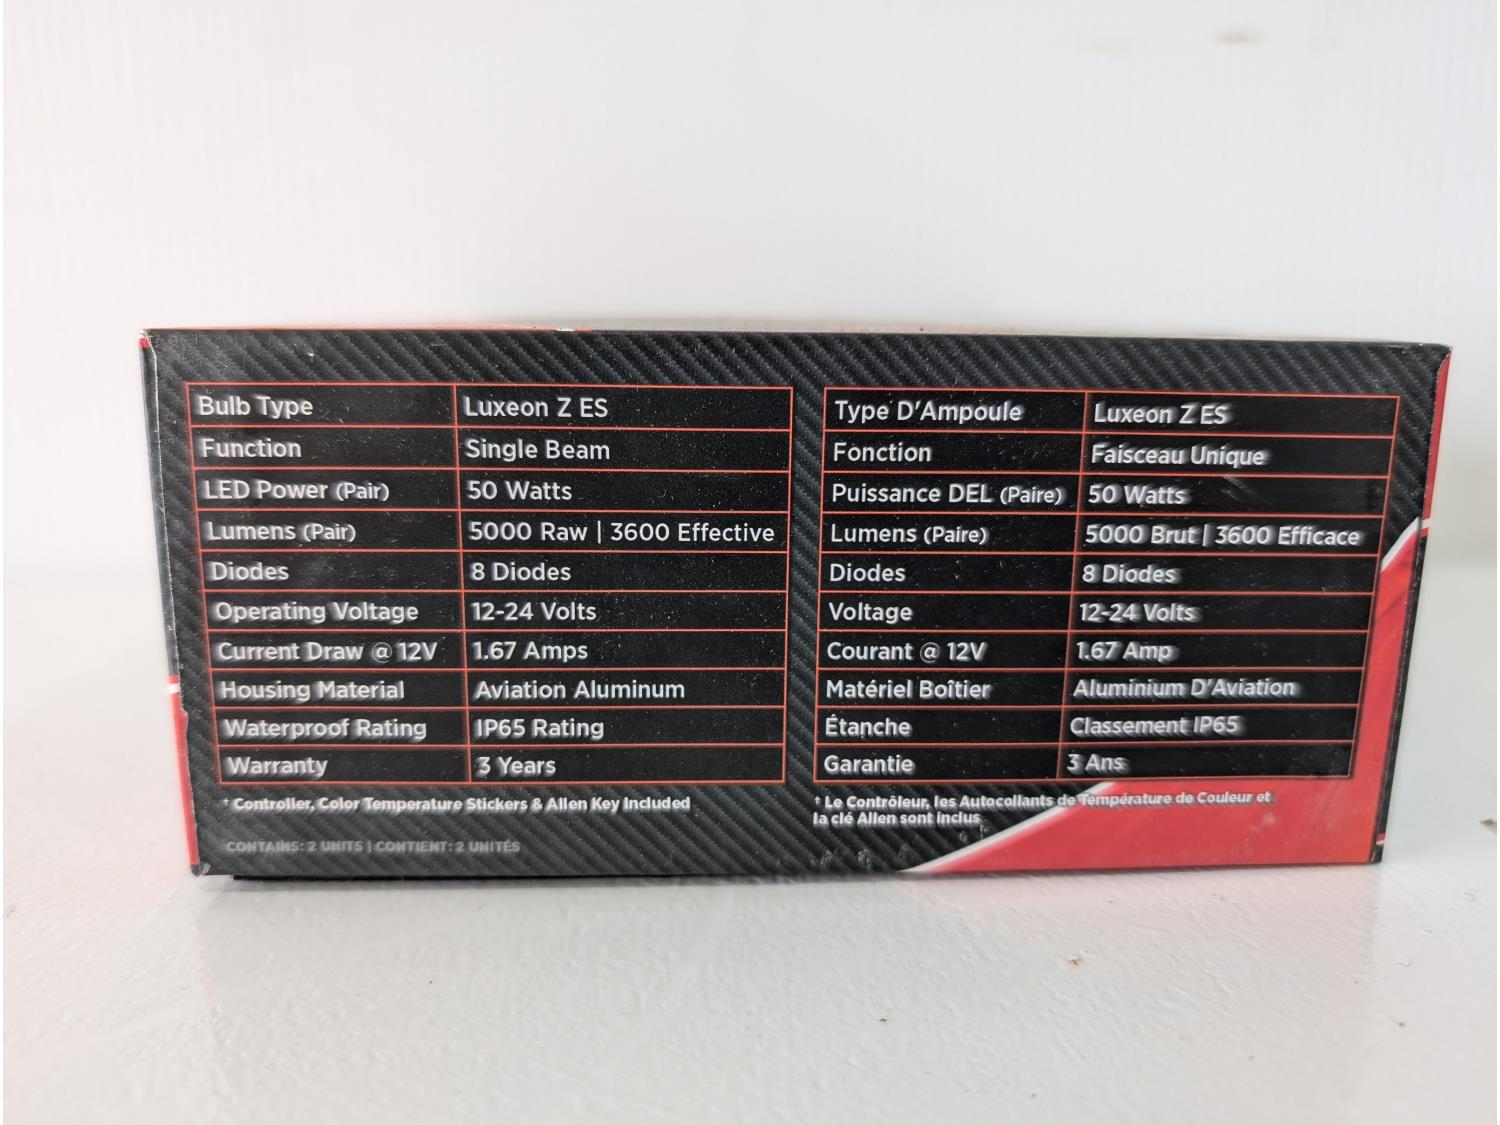 Bulb Type Luxeon Z ES
Function Single Beam
LED Power (Pair) 50 Watts
Lumens (Pair) 5000 Raw | 3600 Effective
Diodes 8 Diodes
Operating Voltage 12-24 Volts
Current Draw @ 12V 1.67 Amps
Housing Material Aviation Aluminum
Waterproof Rating IP65 Rating
Warranty 3 Years
† Controller, Color Temperature Stickers & Allen Key Included
CONTAINS: 2 UNITS | CONTIENT: 2 UNITÉS
Type D'Ampoule Luxeon Z ES
Fonction Faisceau Unique
Puissance DEL (Paire) 50 Watts
Lumens (Paire) 5000 Brut | 3600 Efficace
Diodes 8 Diodes
Voltage 12-24 Volts
Courant @ 12V 1.67 Amp
Matériel Boîtier Aluminium D'Aviation
Étanche Classement IP65
Garantie 3 Ans
† Le Contrôleur, les Autocollants de Température de Couleur et
la clé Allen sont inclus